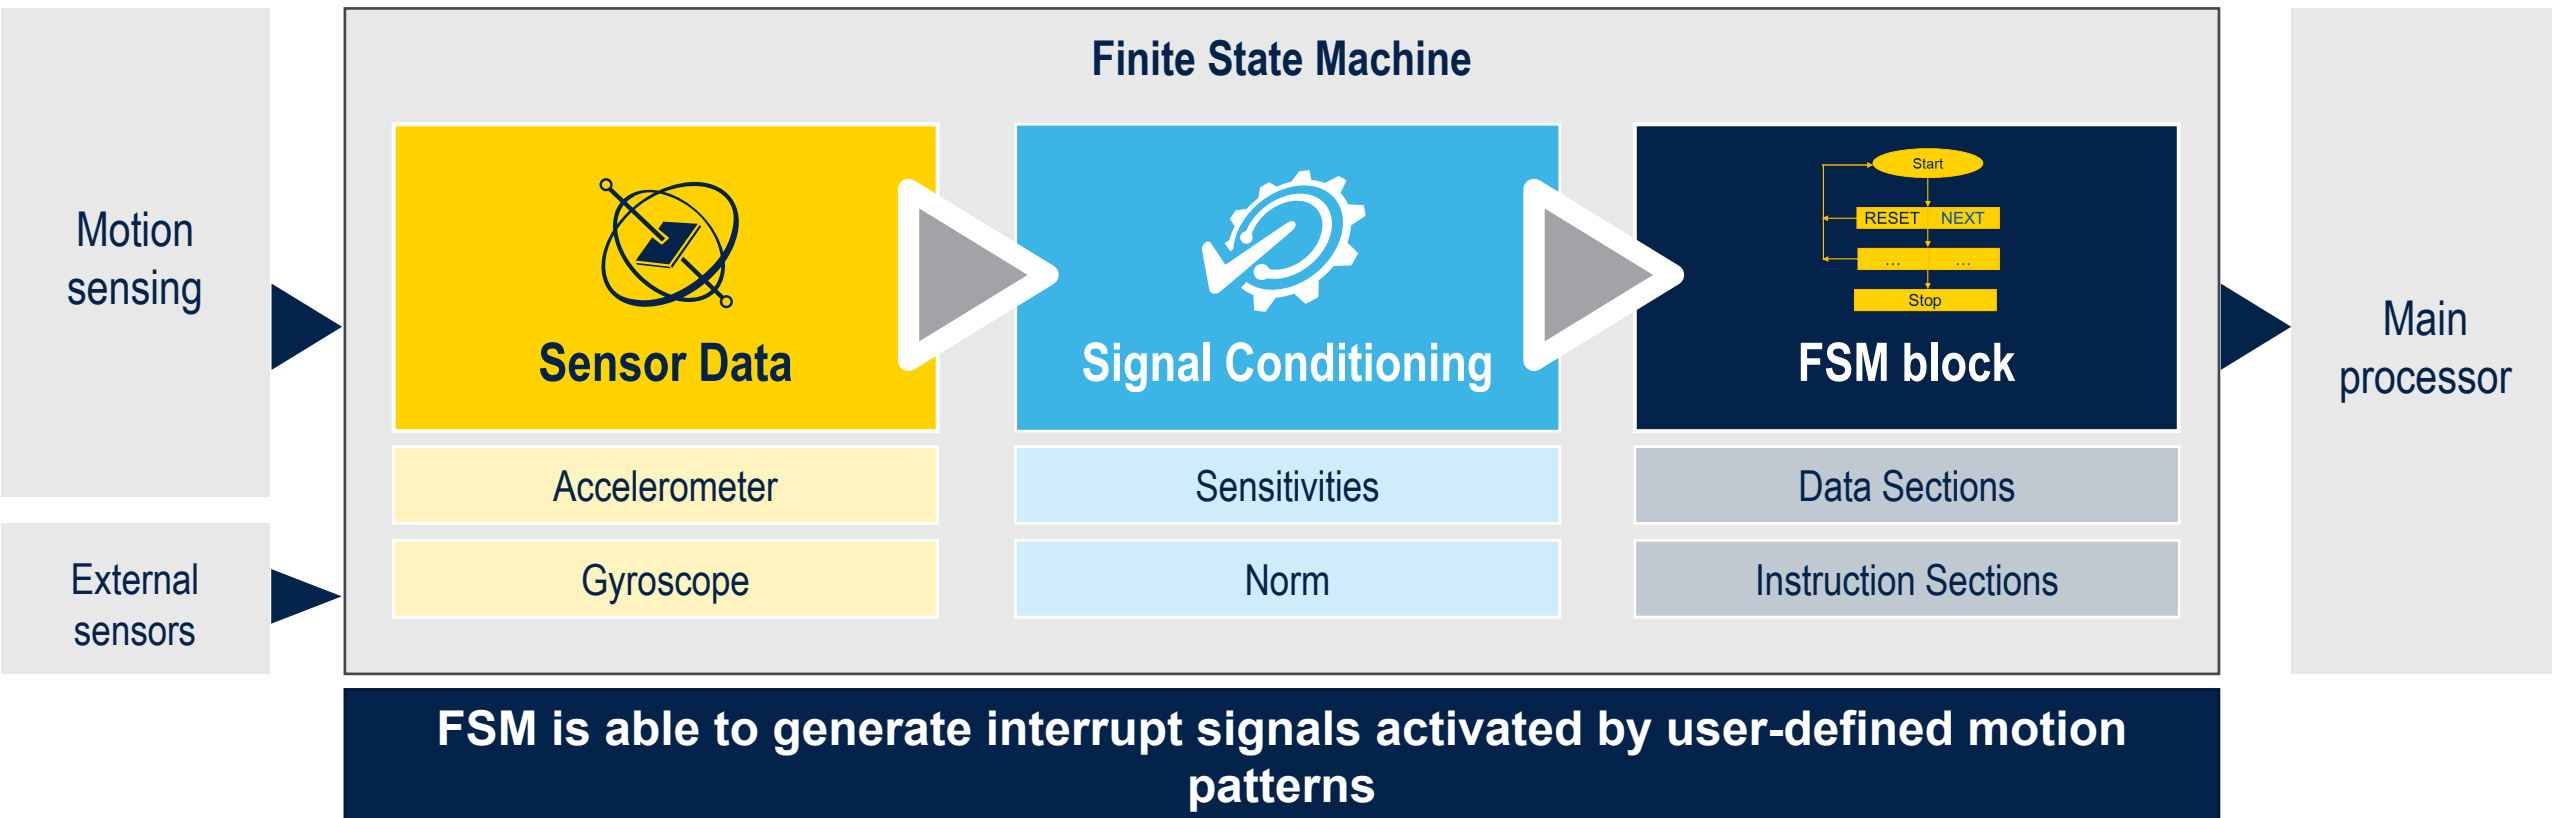 Finite State Machine
Motion
sensing
External
sensors
Sensor Data
Accelerometer
Gyroscope
Signal Conditioning
Sensitivities
Norm
Start
RESET NEXT
... ...
Stop
FSM block
Data Sections
Instruction Sections
Main
processor
FSM is able to generate interrupt signals activated by user-defined motion
patterns